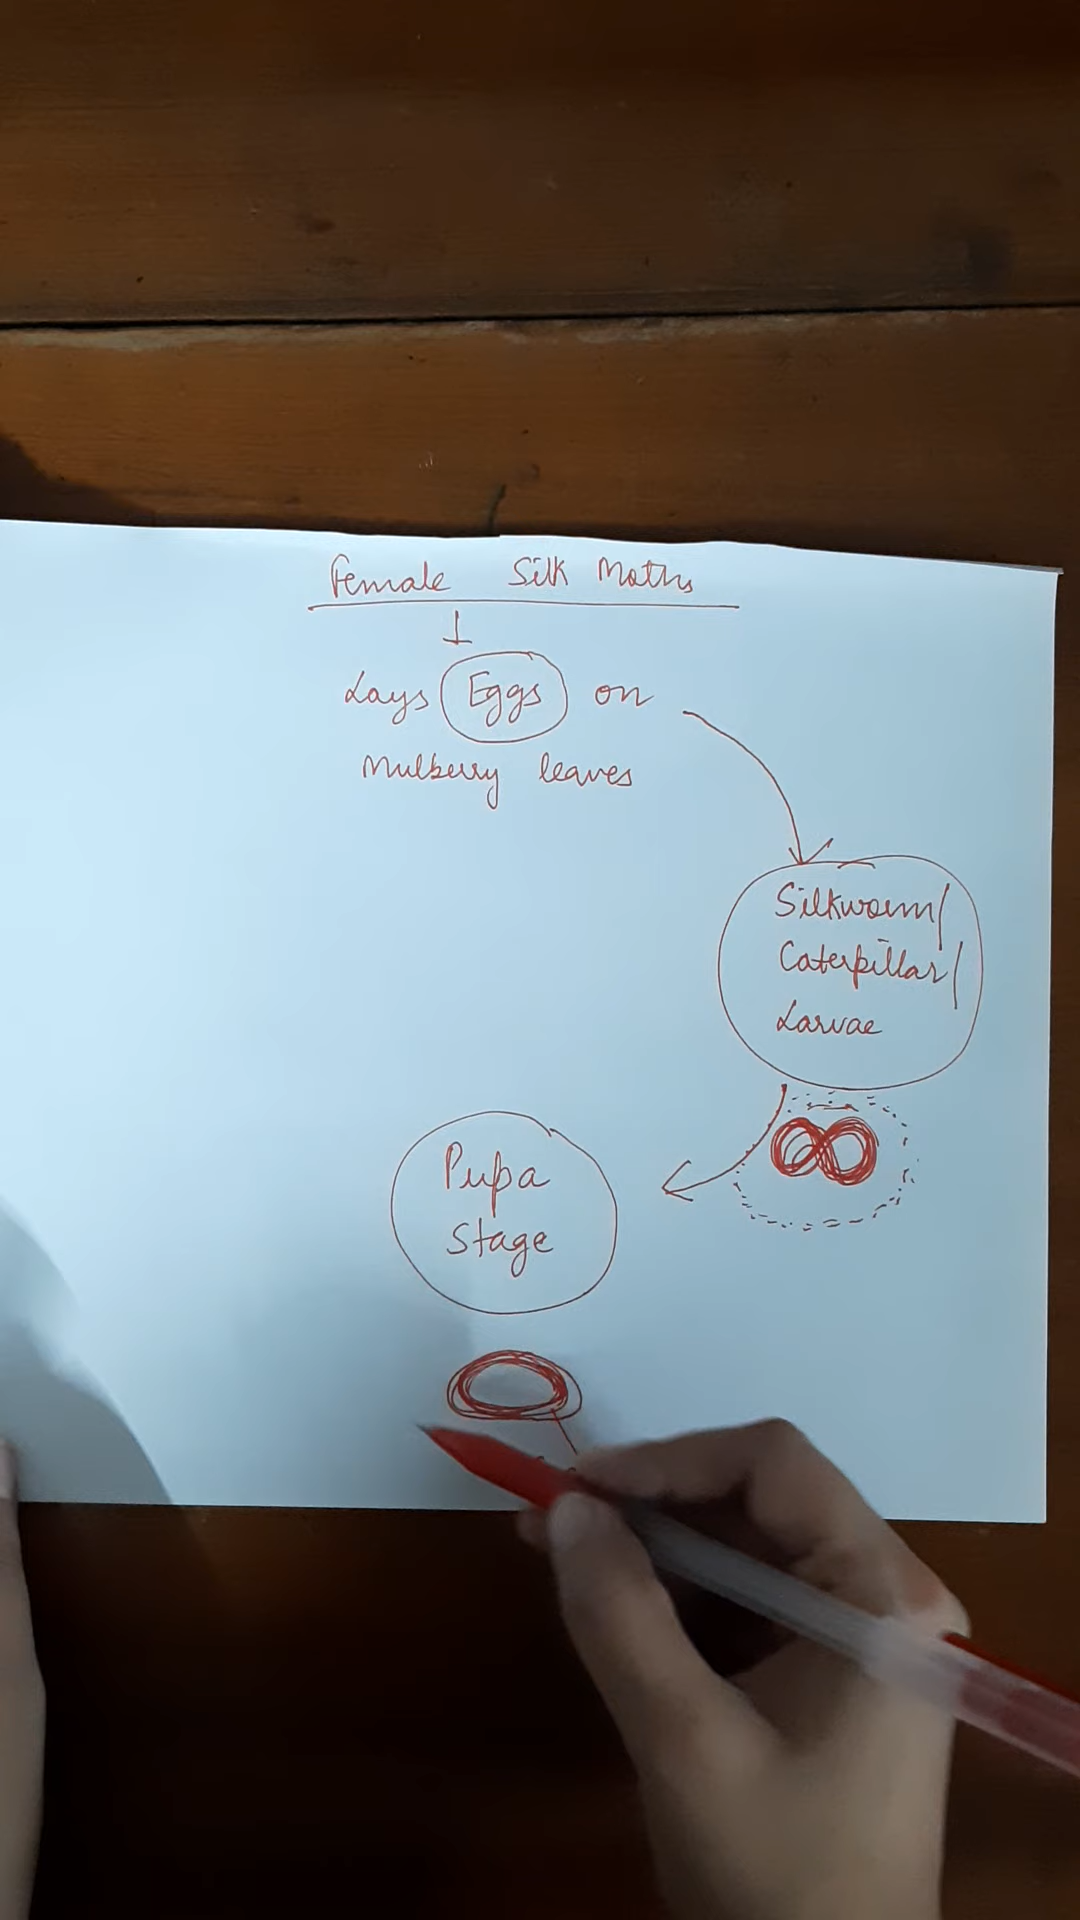 Female Silk Moths
Lays Eggs on
Mulberry leaves
Silkworm/
Caterpillar/
Larvae
Pupa
Stage